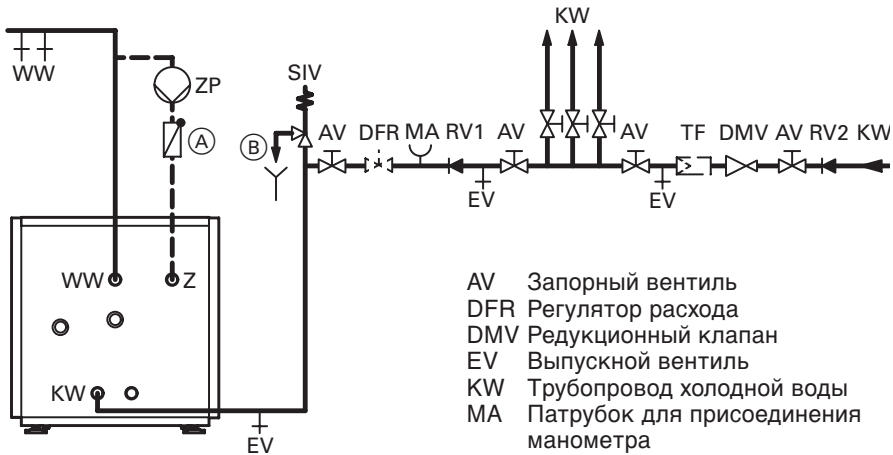 KW
WW
ZP
SIV
A
B
AV DFR MA RV1 AV AV TF DMV AV RV2 KW
EV
EV
WW
Z
KW
EV
AV Запорный вентиль
DFR Регулятор расхода
DMV Редукционный клапан
EV Выпускной вентиль
KW Трубопровод холодной воды
MA Патрубок для присоединения
манометра